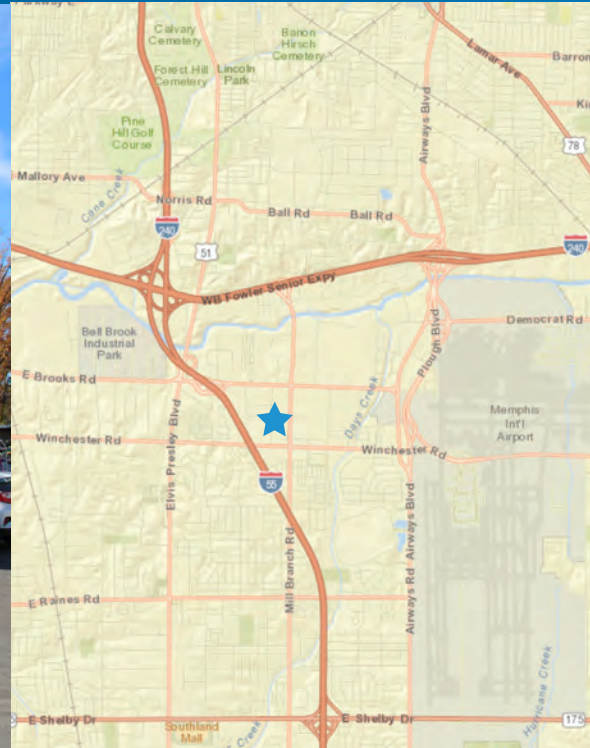 Parkway E
Calvary
Cemetery
Banon
Hirsch
Cemetery
Lamar Ave
Barron
Forest Hill
Cemetery
Lincoln
Park
Airways Blvd
Pine
Hill Golf
Course
78
Mallory Ave
Cane Creek
Norris Rd
Ball Rd
Ball Rd
240
51
240
WB Fowler Senior Expy
Bell Brook
Industrial
Park
Plough Blvd
Democrat Rd
E Brooks Rd
Days Creek
Elvis Presley Blvd
Memphis
Int'l
Airport
Winchester Rd
Winchester Rd
55
Mill Branch Rd
Airways Rd
Airways Blvd
E Raines Rd
Hurricane Creek
E Shelby Dr
E Shelby Dr
175
Southland
Mall
Creek